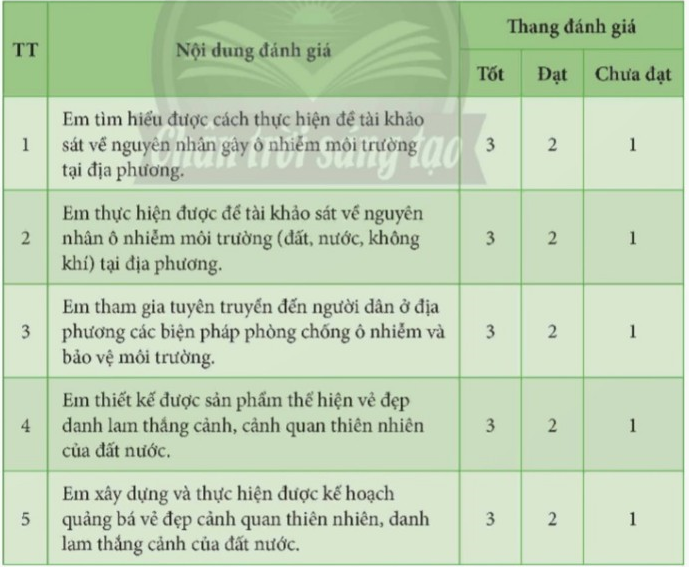 TT
Nội dung đánh giá
Thang đánh giá
Tốt
Đạt
Chưa đạt
1
Em tìm hiểu được cách thực hiện đề tài khảo
sát về nguyên nhân gây ô nhiễm môi trường
tại địa phương.
3
2
1
2
Em thực hiện được đề tài khảo sát về nguyên
nhân ô nhiễm môi trường (đất, nước, không
khí) tại địa phương.
3
2
1
3
Em tham gia tuyên truyền đến người dân ở địa
phương các biện pháp phòng chống ô nhiễm và
bảo vệ môi trường.
3
2
1
4
Em thiết kế được sản phẩm thể hiện vẻ đẹp
danh lam thắng cảnh, cảnh quan thiên nhiên
của đất nước.
3
2
1
5
Em xây dựng và thực hiện được kế hoạch
quảng bá vẻ đẹp cảnh quan thiên nhiên, danh
lam thắng cảnh của đất nước.
3
2
1
Chân trời sáng tạo